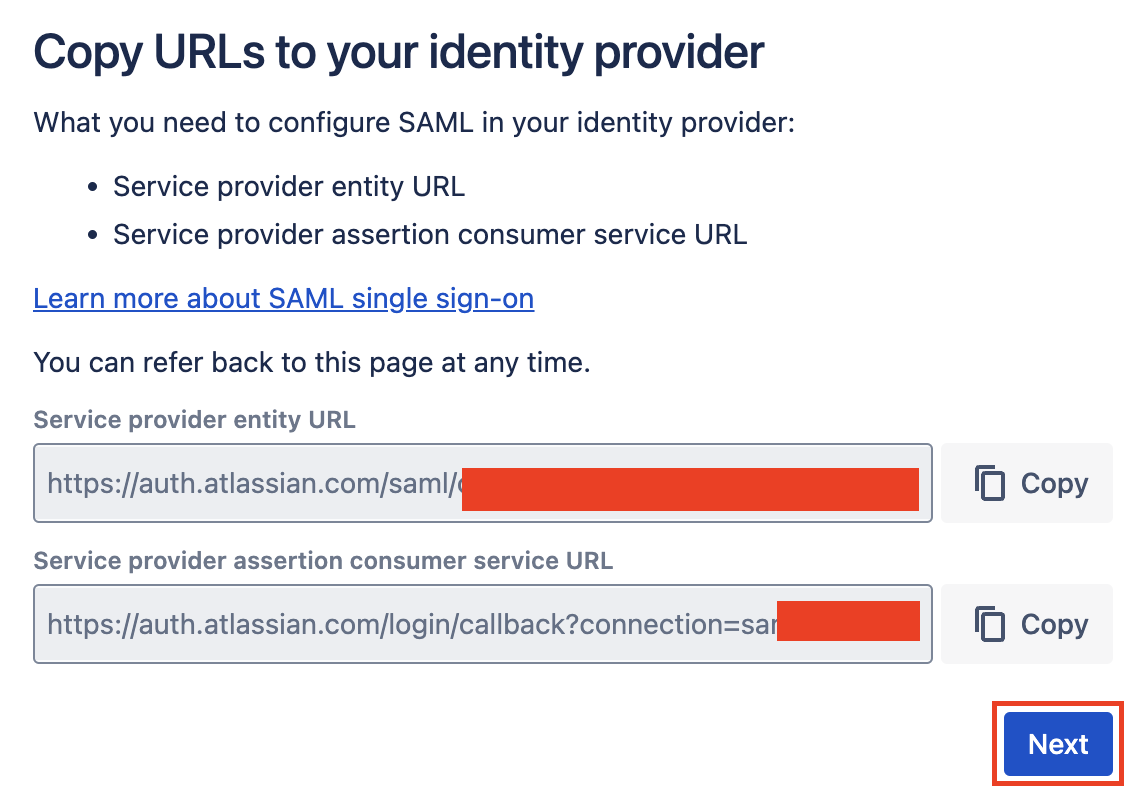 Copy URLs to your identity provider
What you need to configure SAML in your identity provider:
• Service provider entity URL
• Service provider assertion consumer service URL
Learn more about SAML single sign-on
You can refer back to this page at any time.
Service provider entity URL
https://auth.atlassian.com/saml/
Copy
Service provider assertion consumer service URL
https://auth.atlassian.com/login/callback?connection=sa
Copy
Next